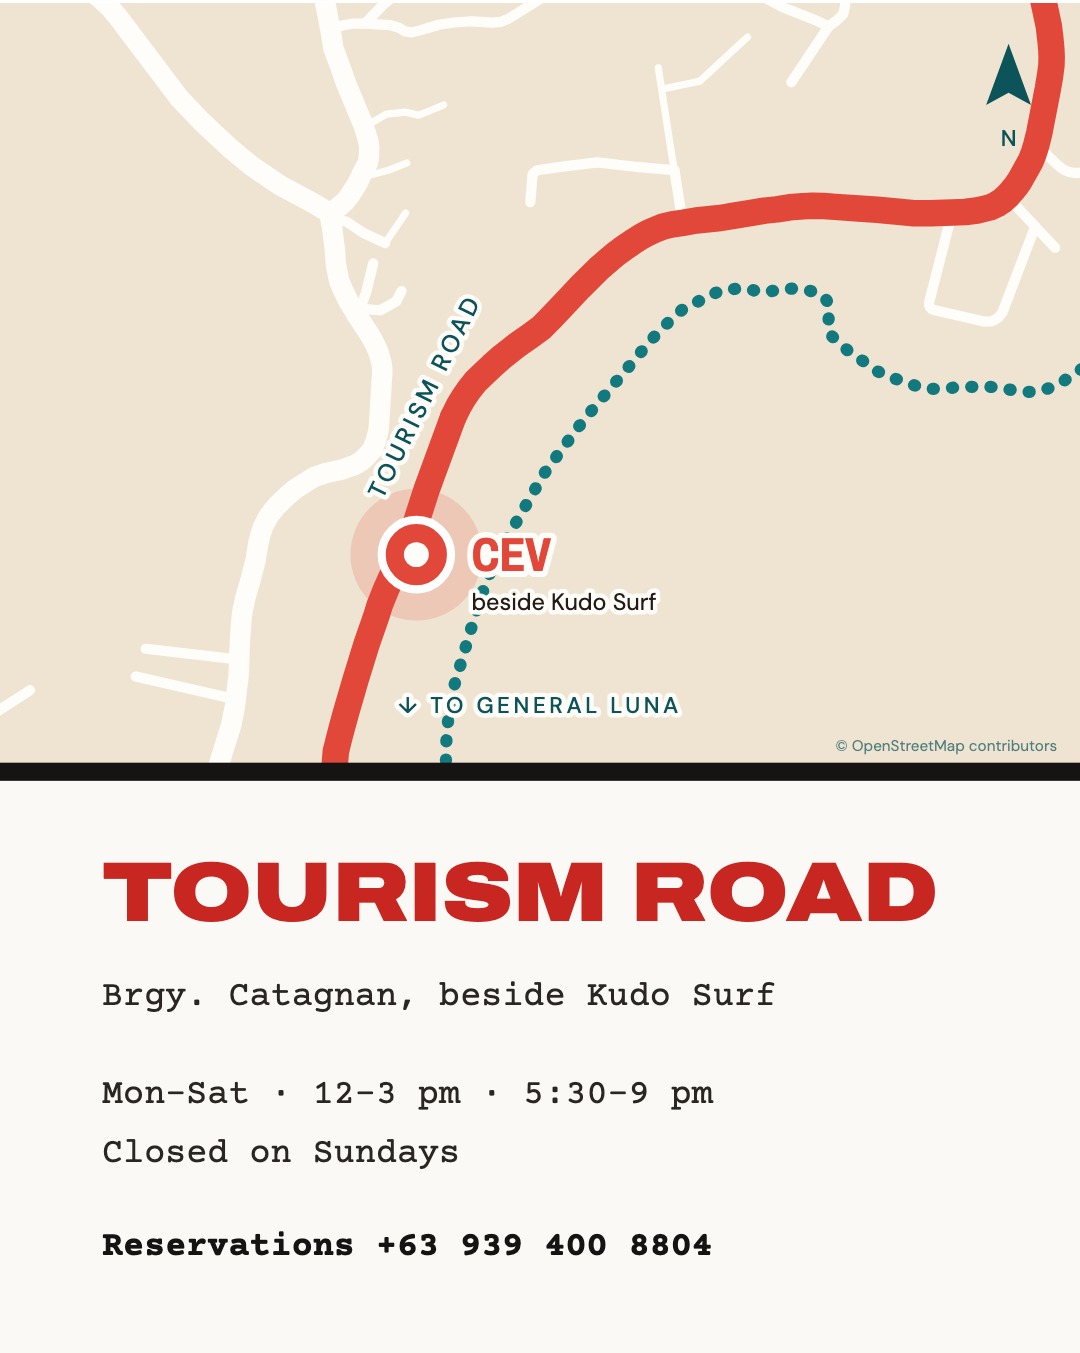 N
TOURISM ROAD
CEV
beside Kudo Surf
↓ TO GENERAL LUNA
© OpenStreetMap contributors
TOURISM ROAD
Brgy. Catagnan, beside Kudo Surf
Mon–Sat · 12–3 pm · 5:30–9 pm
Closed on Sundays
Reservations +63 939 400 8804